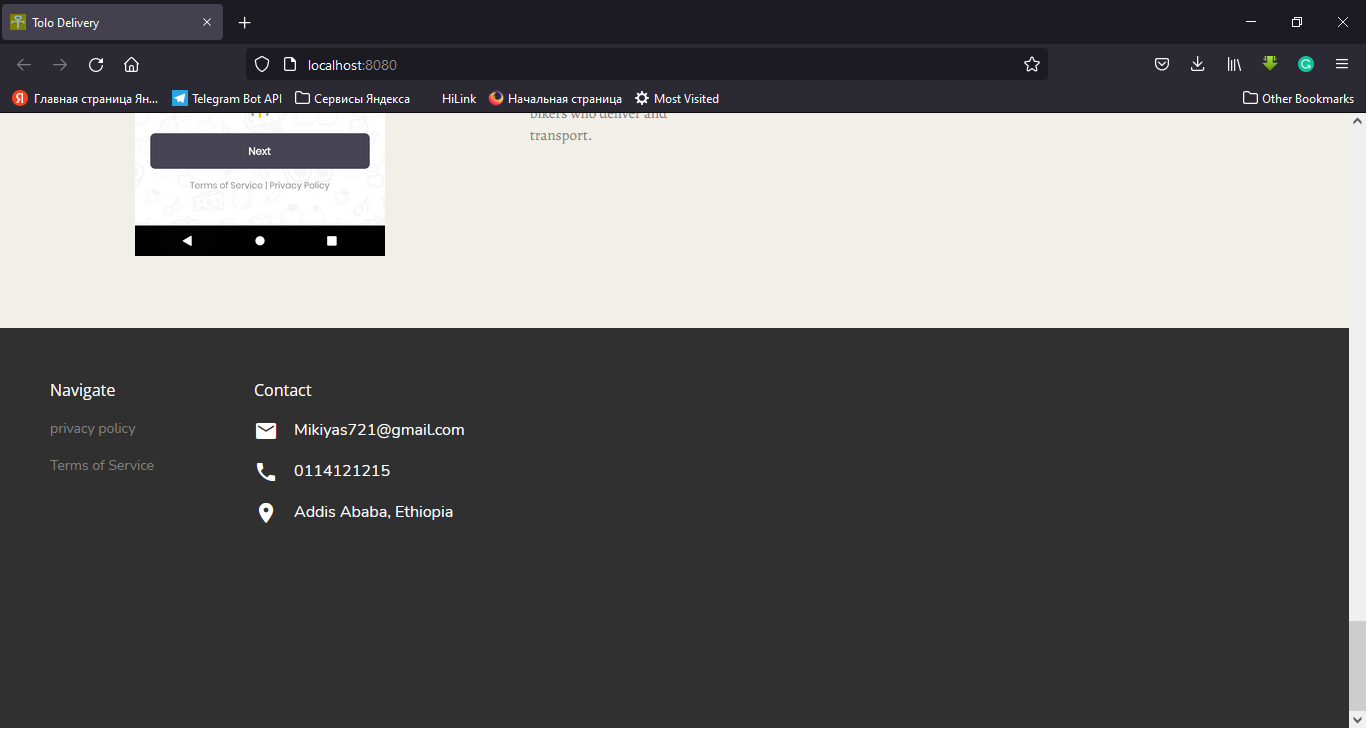 Tolo Delivery
localhost:8080
Главная страница Ян... Telegram Bot API Сервисы Яндекса HiLink Начальная страница Most Visited Other Bookmarks
bikers who deliver and
transport.
Next
Terms of Service | Privacy Policy
Navigate
privacy policy
Terms of Service
Contact
Mikiyas721@gmail.com
0114121215
Addis Ababa, Ethiopia